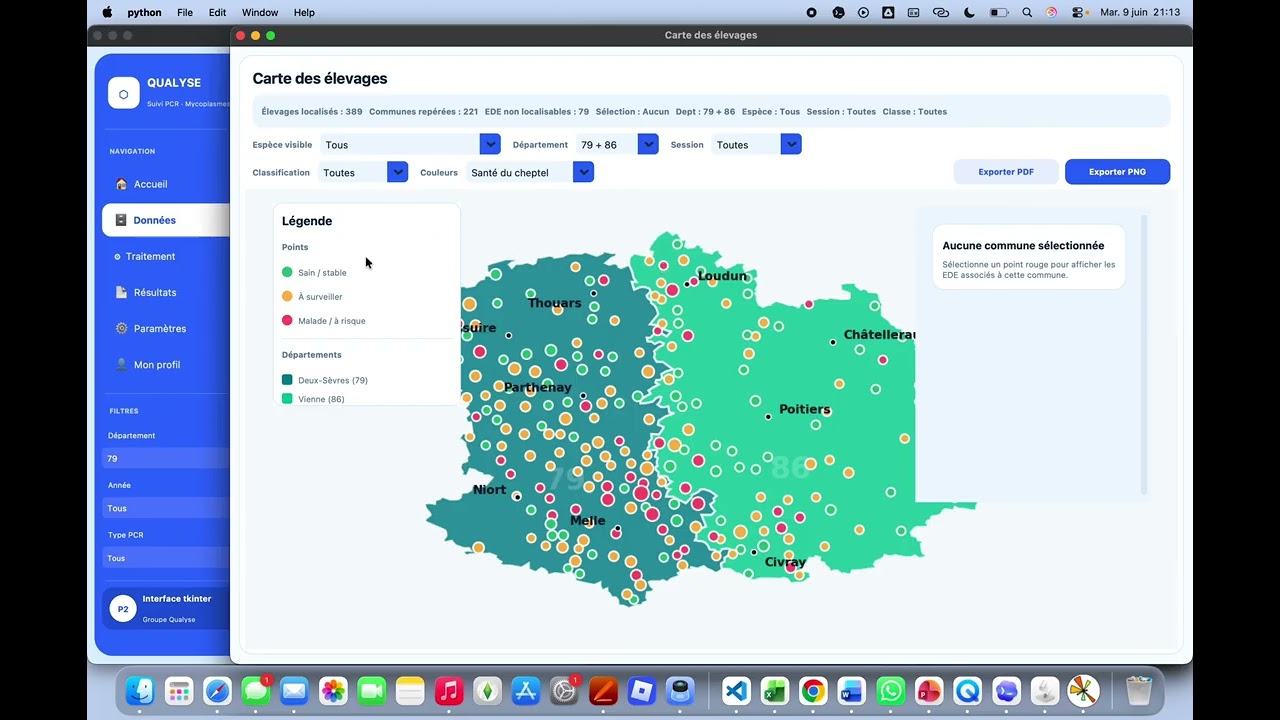 python File Edit Window Help Mar. 9 juin 21:13
Carte des élevages
QUALYSE
Suivi PCR · Mycoplasmes
NAVIGATION
Accueil
Données
Traitement
Résultats
Paramètres
Mon profil
FILTRES
Département
79
Année
Tous
Type PCR
Tous
P2
Interface tkinter
Groupe Qualyse
Carte des élevages
Élevages localisés : 389 Communes repérées : 221 EDE non localisables : 79 Sélection : Aucun Dept : 79 + 86 Espèce : Tous Session : Toutes Classe : Toutes
Espèce visible Tous Département 79 + 86 Session Toutes
Classification Toutes Couleurs Santé du cheptel Exporter PDF Exporter PNG
Légende
Points
Sain / stable
À surveiller
Malade / à risque
Départements
Deux-Sèvres (79)
Vienne (86)
Loudun
Thouars
suire
Châtellerau
Parthenay
Poitiers
79
86
Niort
Melle
Civray
Aucune commune sélectionnée
Sélectionne un point rouge pour afficher les
EDE associés à cette commune.
1
1